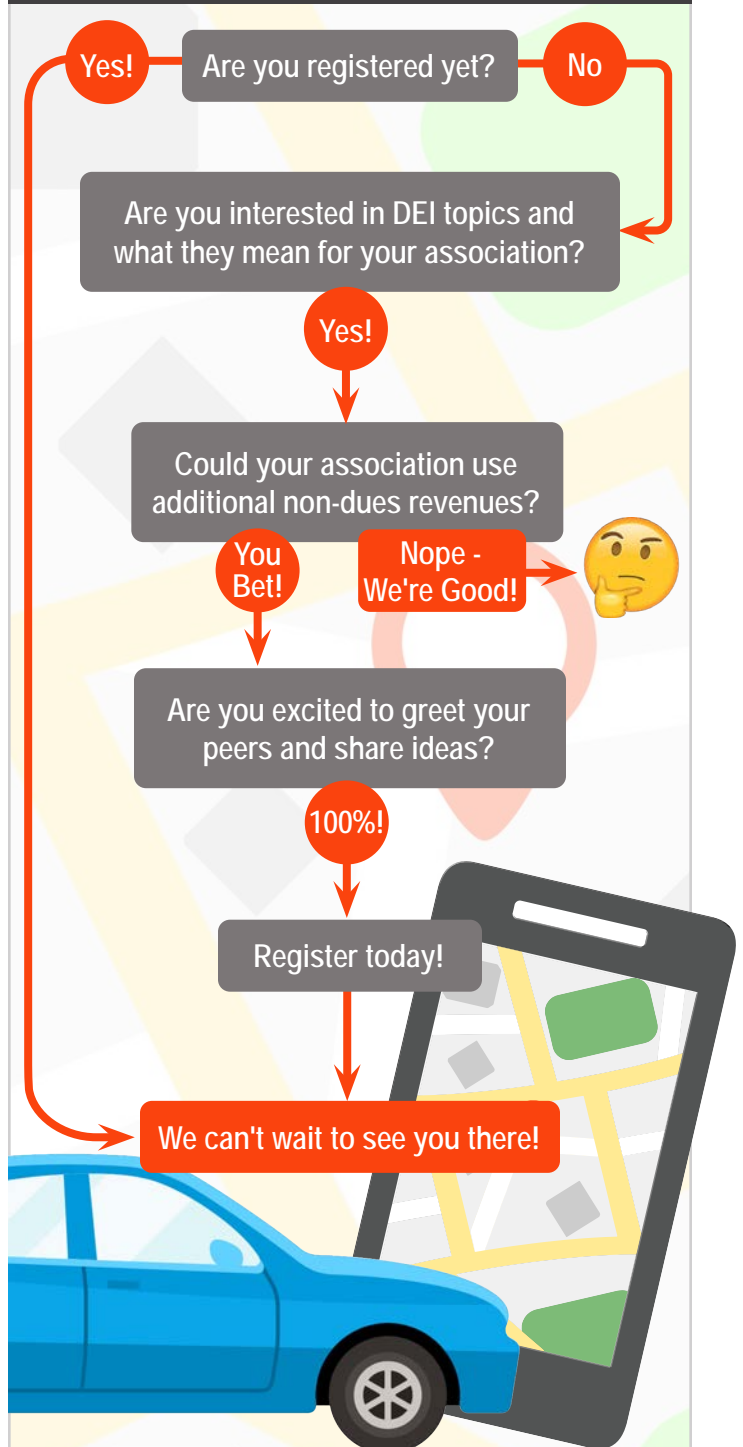 Yes!
Are you registered yet?
No
Are you interested in DEI topics and
what they mean for your association?
Yes!
Could your association use
additional non-dues revenues?
You
Bet!
Nope -
We're Good!
Are you excited to greet your
peers and share ideas?
100%!
Register today!
We can't wait to see you there!